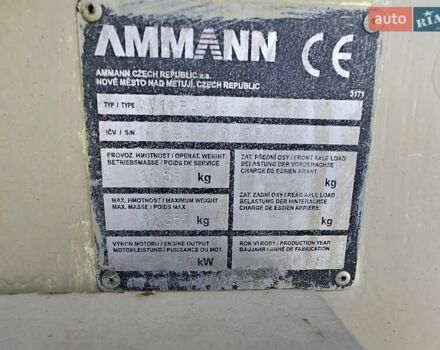 auto RIA
AMMANN CE
AMMANN CZECH REPUBLIC a.s.
NOVÉ MĚSTO NAD METUJÍ, CZECH REPUBLIC
3171
TYP / TYPE
IČV / S/N
PROVOZ. HMOTNOST / OPERAT. WEIGHT
BETRIEBSMASSE / POIDS DE SERVICE
kg
ZAT. PŘEDNÍ OSY / FRONT AXLE LOAD
BELASTUNG DER VORDERACHSE
CHARGE DE ESSIEN AVANT
kg
MAX. HMOTNOST / MAXIMUM WEIGHT
MAX. MASSE / POIDS MAX
kg
ZAT. ZADNÍ OSY / REAR AXLE LOAD
BELASTUNG DER HINTERACHSE
CHARGE DE ESSIEN ARRIÉRE
kg
VÝKON MOTORU / ENGINE OUTPUT
MOTORLEISTUNG / PUISSANCE DU MOT.
kW
ROK VÝROBY / PRODUCTION YEAR
BAUJAHR / ANNÉ DE FABRICATION